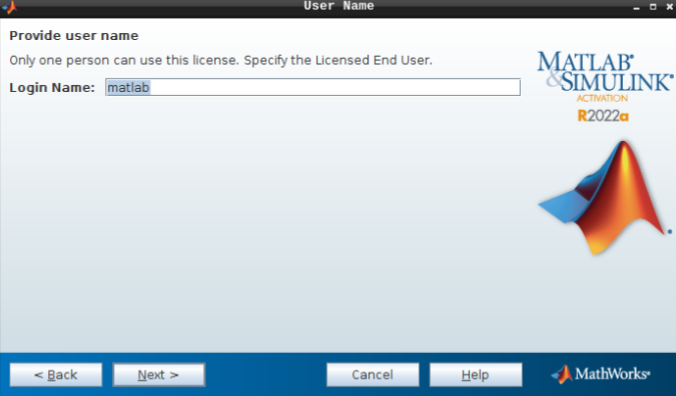 User Name
Provide user name
Only one person can use this license. Specify the Licensed End User.
Login Name: matlab
MATLAB®
&SIMULINK®
ACTIVATION
R2022a
< Back Next > Cancel Help MathWorks®